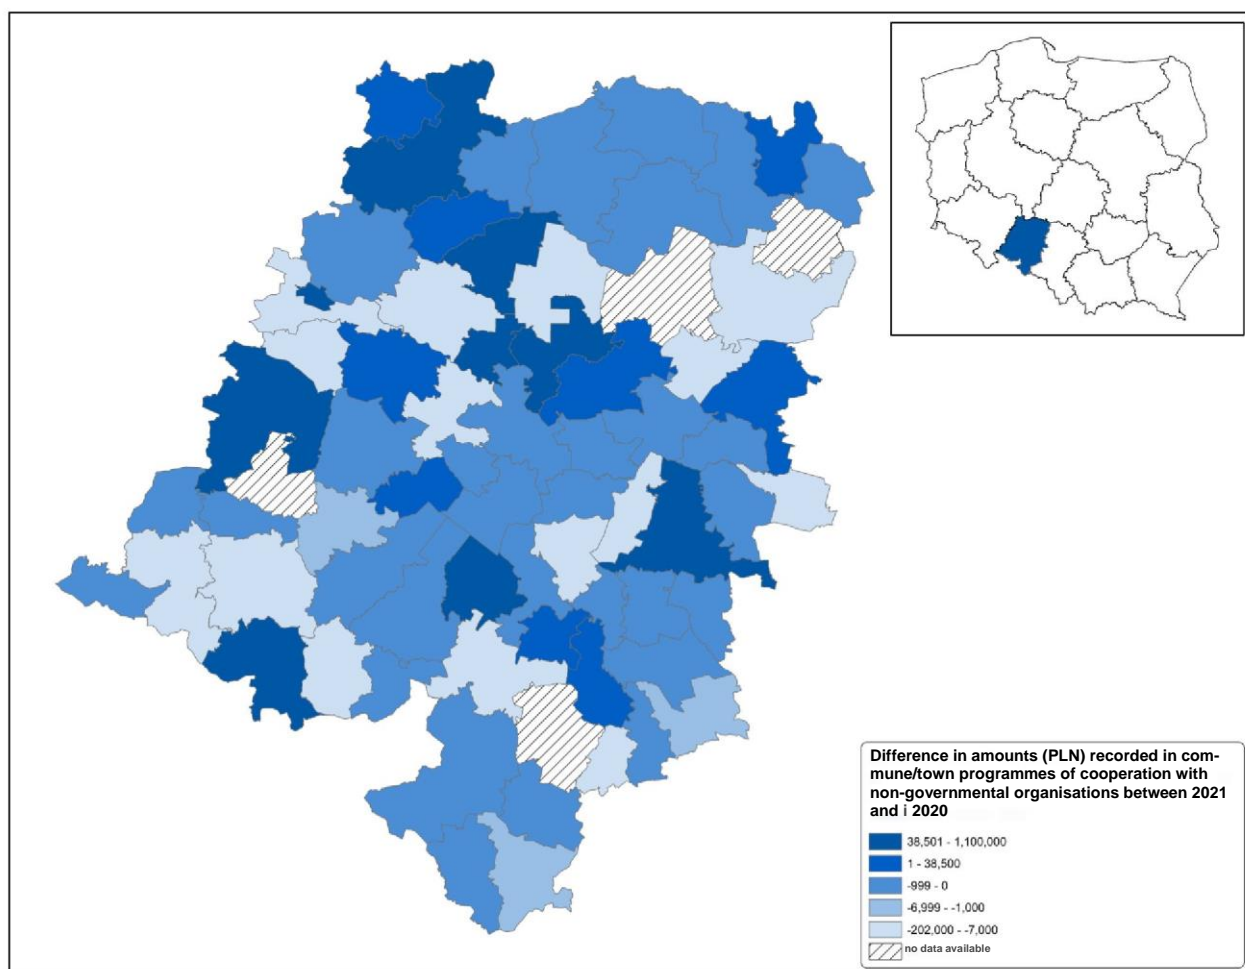 Difference in amounts (PLN) recorded in com-
mune/town programmes of cooperation with
non-governmental organisations between 2021
and i 2020
38,501 - 1,100,000
1 - 38,500
-999 - 0
-6,999 - -1,000
-202,000 - -7,000
no data available